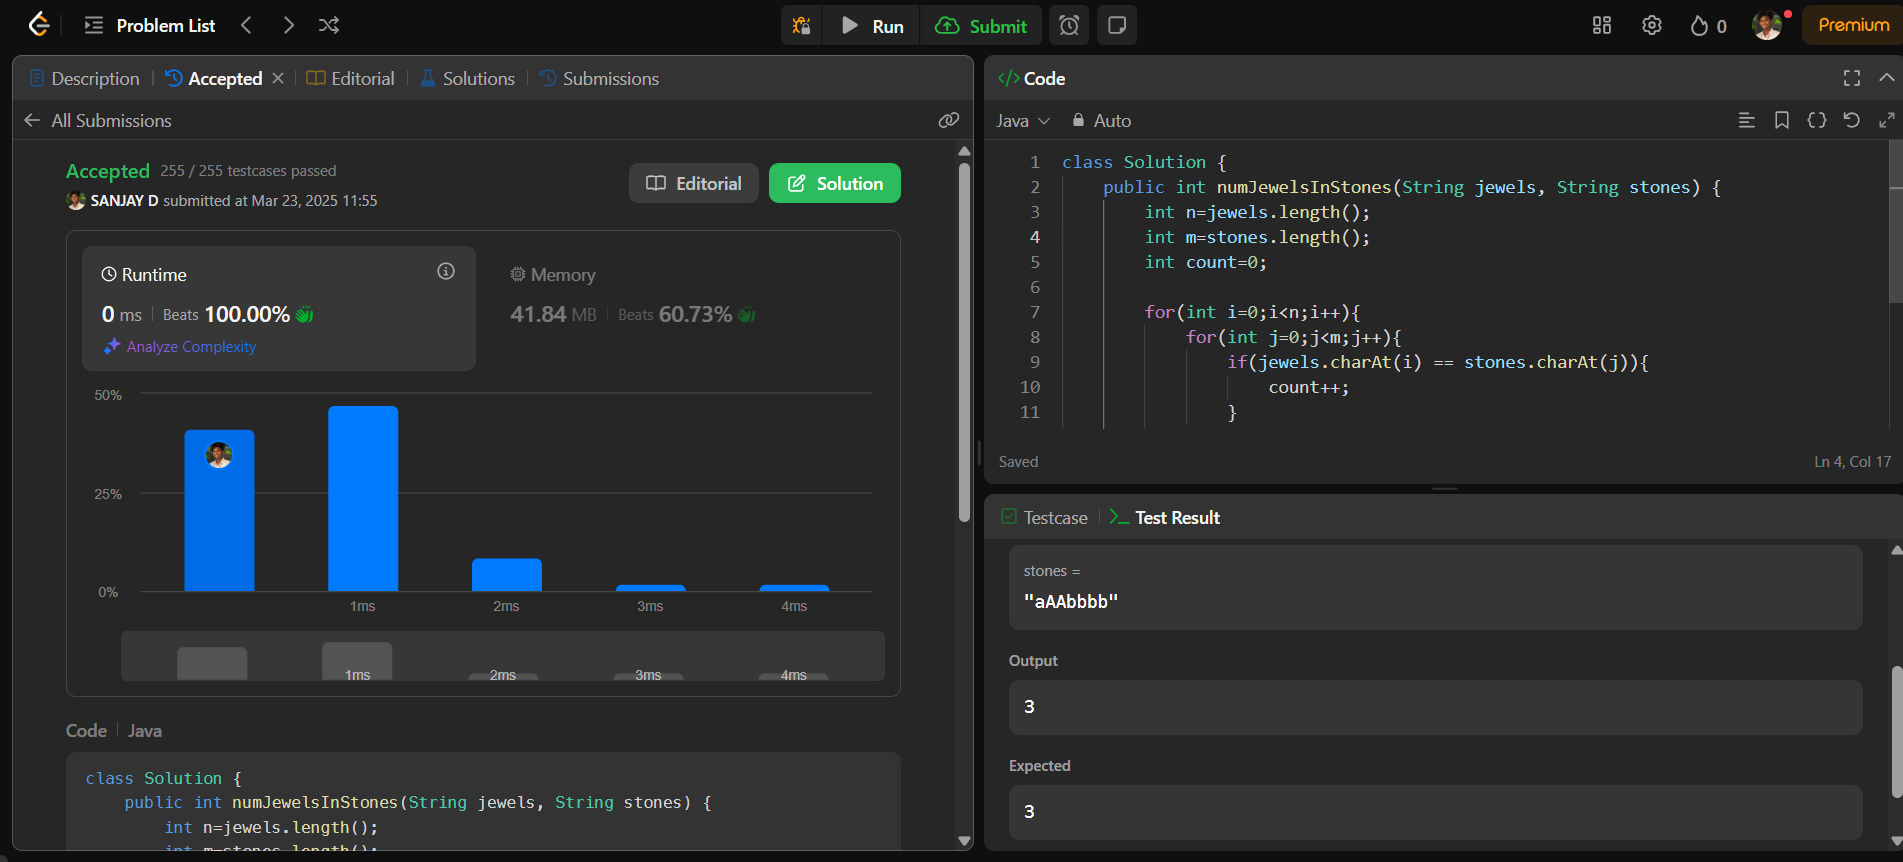 Problem List
Run
Submit
0
Premium
Description
Accepted
Editorial
Solutions
Submissions
All Submissions
Accepted 255 / 255 testcases passed
SANJAY D submitted at Mar 23, 2025 11:55
Editorial
Solution
Runtime
0 ms
Beats 100.00%
Analyze Complexity
Memory
41.84 MB
Beats 60.73%
50%
25%
0%
1ms 2ms 3ms 4ms
1ms 2ms 3ms 4ms
Code
Java
class Solution {
public int numJewelsInStones(String jewels, String stones) {
int n=jewels.length();
int m=stones.length();
</> Code
Java
Auto
1 class Solution {
2 public int numJewelsInStones(String jewels, String stones) {
3 int n=jewels.length();
4 int m=stones.length();
5 int count=0;
6
7 for(int i=0;i<n;i++){
8 for(int j=0;j<m;j++){
9 if(jewels.charAt(i) == stones.charAt(j)){
10 count++;
11 }
Saved
Ln 4, Col 17
Testcase
Test Result
stones =
"aAAbbbb"
Output
3
Expected
3